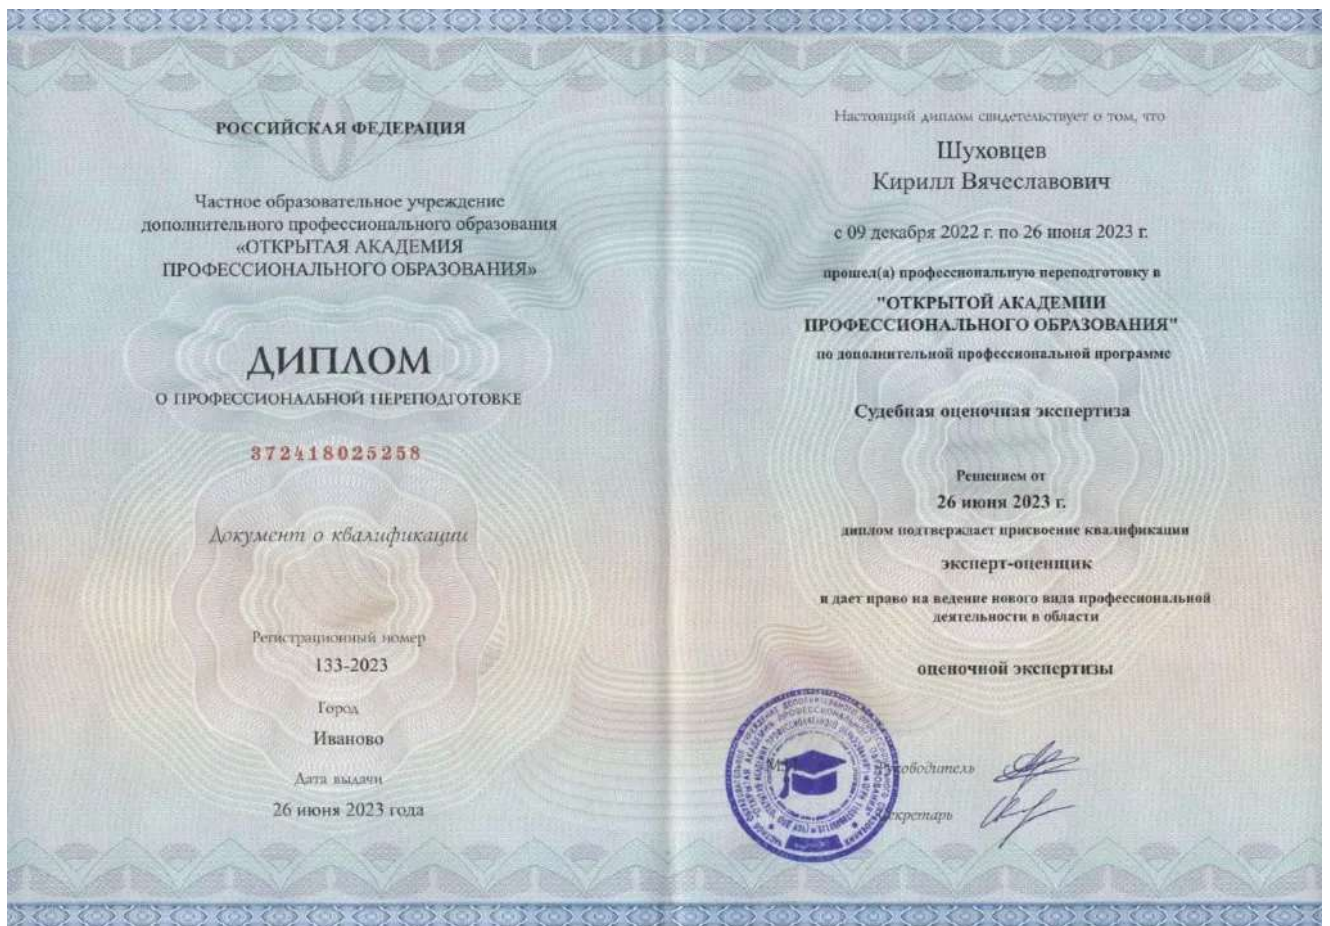 РОССИЙСКАЯ ФЕДЕРАЦИЯ
Частное образовательное учреждение
дополнительного профессионального образования
«ОТКРЫТАЯ АКАДЕМИЯ
ПРОФЕССИОНАЛЬНОГО ОБРАЗОВАНИЯ»
ДИПЛОМ
О ПРОФЕССИОНАЛЬНОЙ ПЕРЕПОДГОТОВКЕ
372418025258
Документ о квалификации
Регистрационный номер
133-2023
Город
Иваново
Дата выдачи
26 июня 2023 года
Настоящий диплом свидетельствует о том, что
Шуховцев
Кирилл Вячеславович
с 09 декабря 2022 г. по 26 июня 2023 г.
прошел(а) профессиональную переподготовку в
"ОТКРЫТОЙ АКАДЕМИИ
ПРОФЕССИОНАЛЬНОГО ОБРАЗОВАНИЯ"
по дополнительной профессиональной программе
Судебная оценочная экспертиза
Решением от
26 июня 2023 г.
диплом подтверждает присвоение квалификации
эксперт-оценщик
и дает право на ведение нового вида профессиональной
деятельности в области
оценочной экспертизы
Руководитель
Секретарь